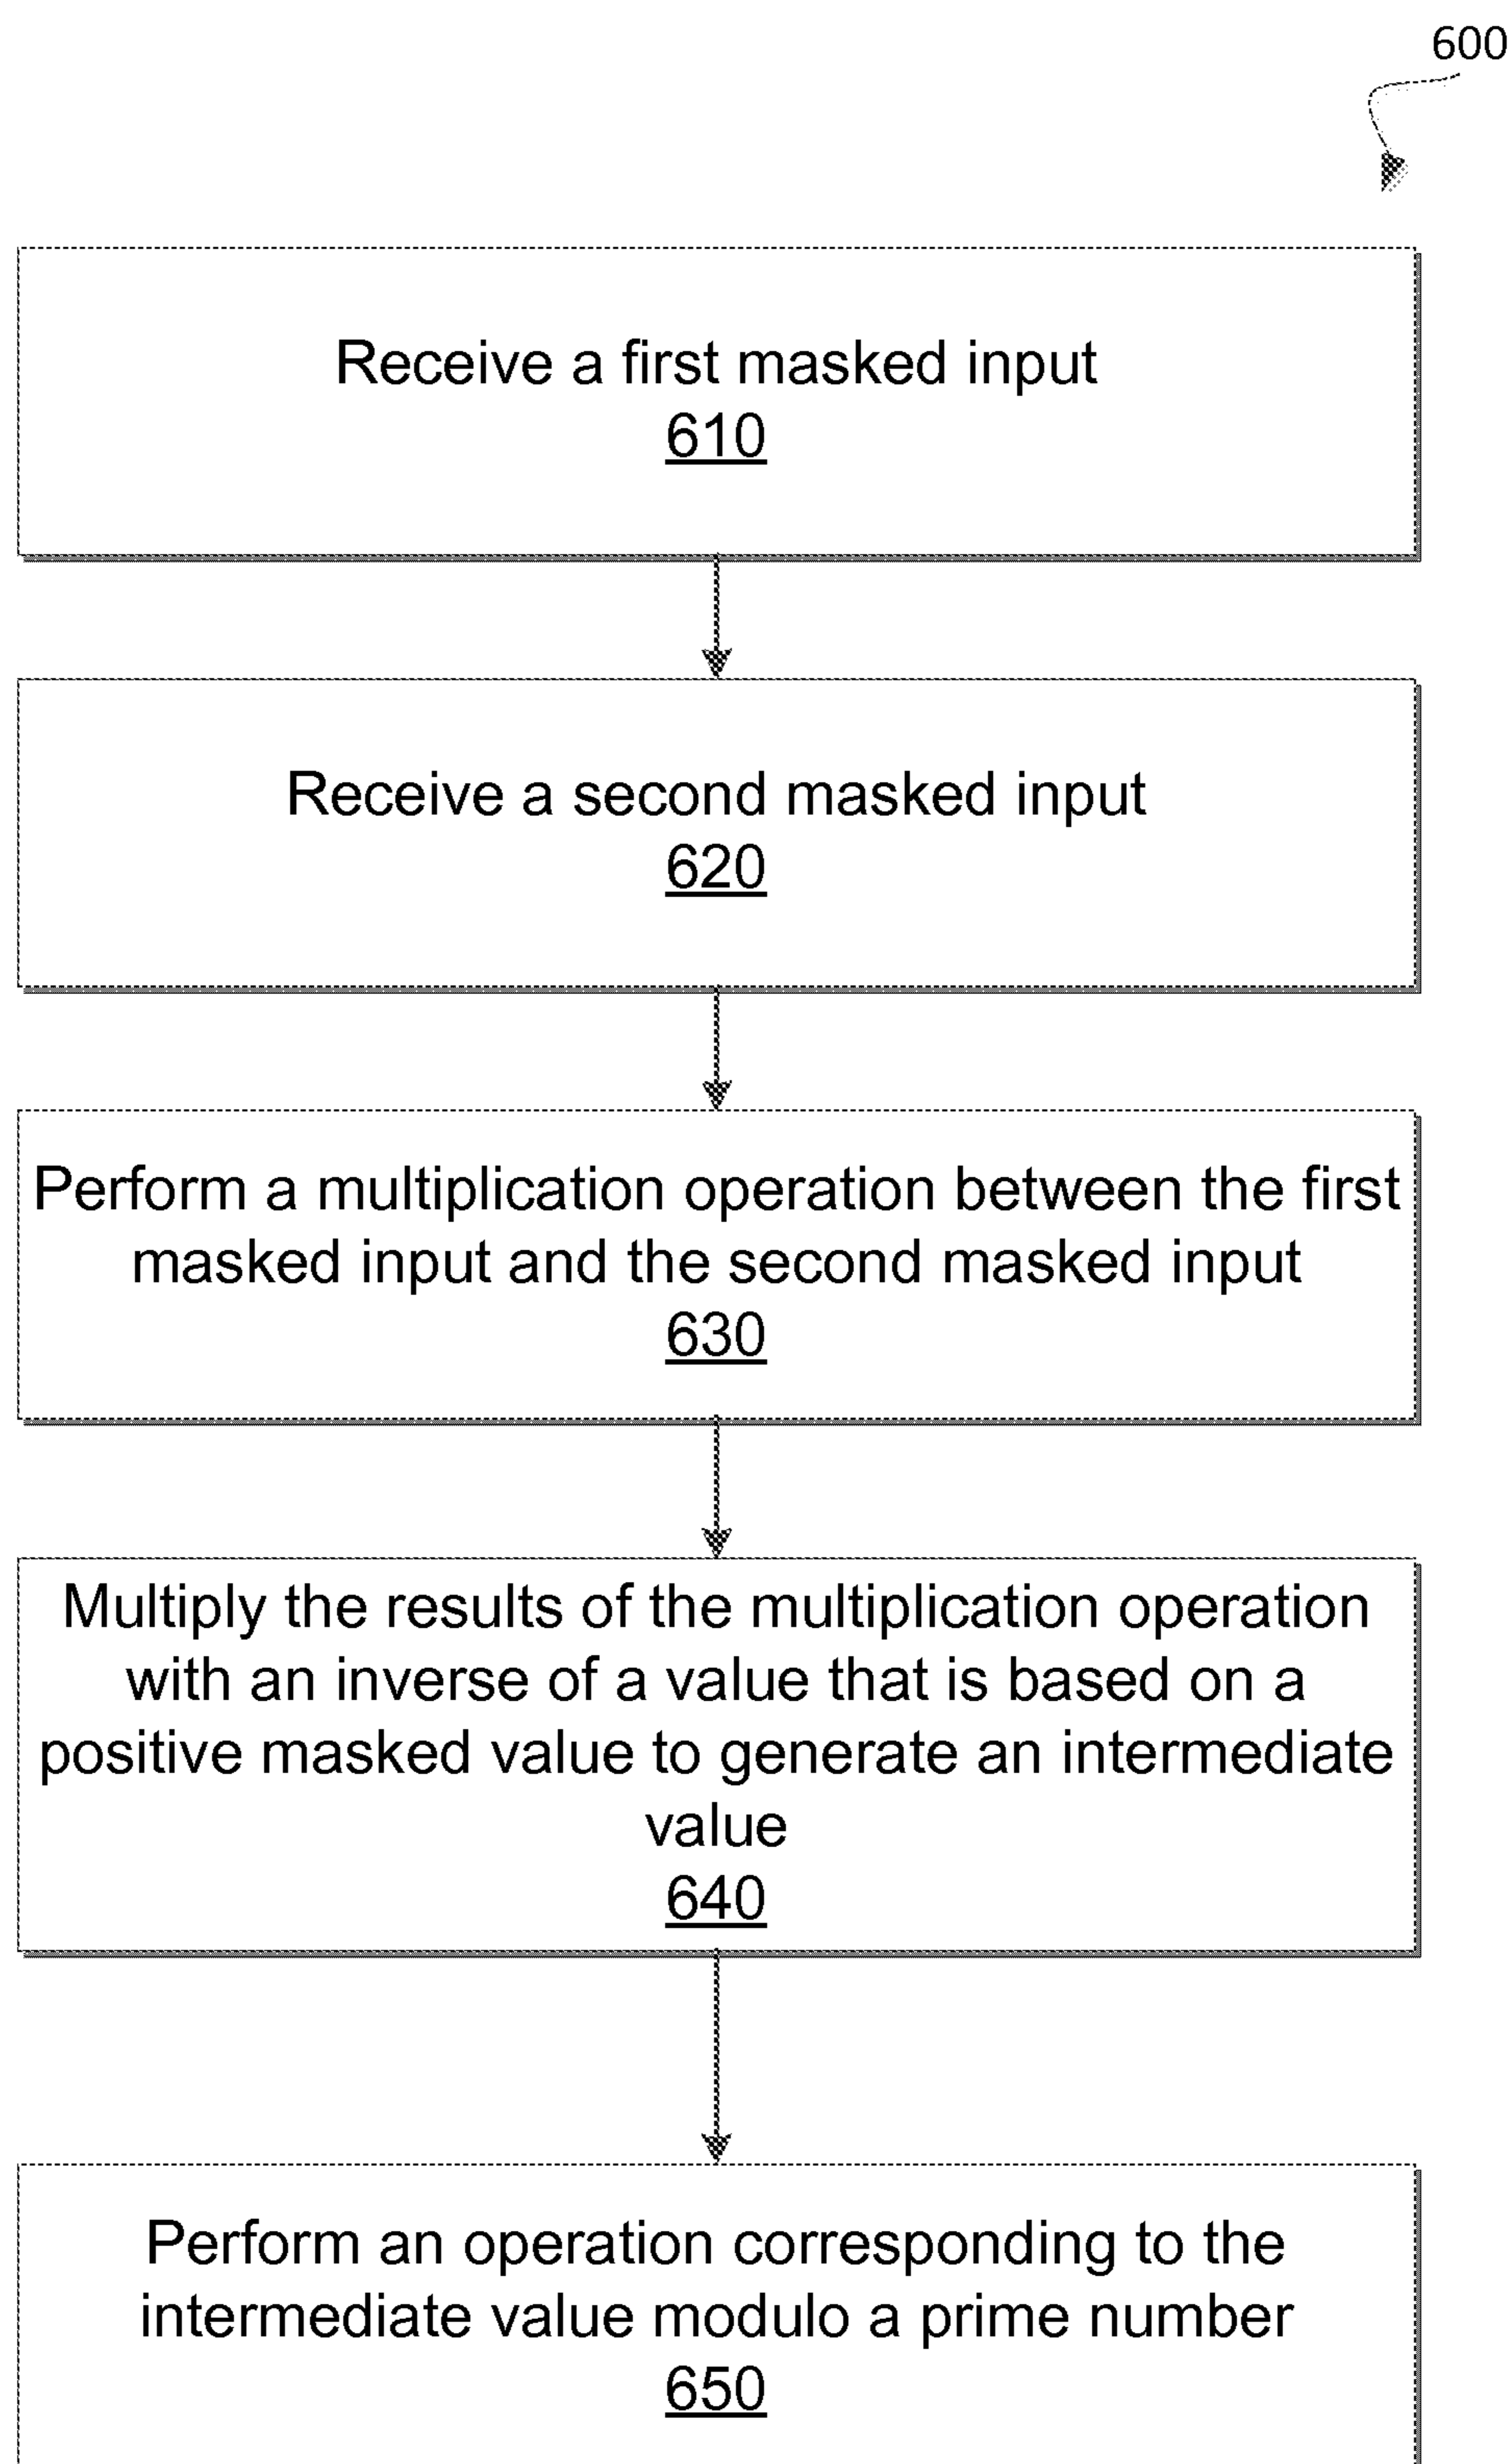 600
Receive a first masked input
610
Receive a second masked input
620
Perform a multiplication operation between the first
masked input and the second masked input
630
Multiply the results of the multiplication operation
with an inverse of a value that is based on a
positive masked value to generate an intermediate
value
640
Perform an operation corresponding to the
intermediate value modulo a prime number
650